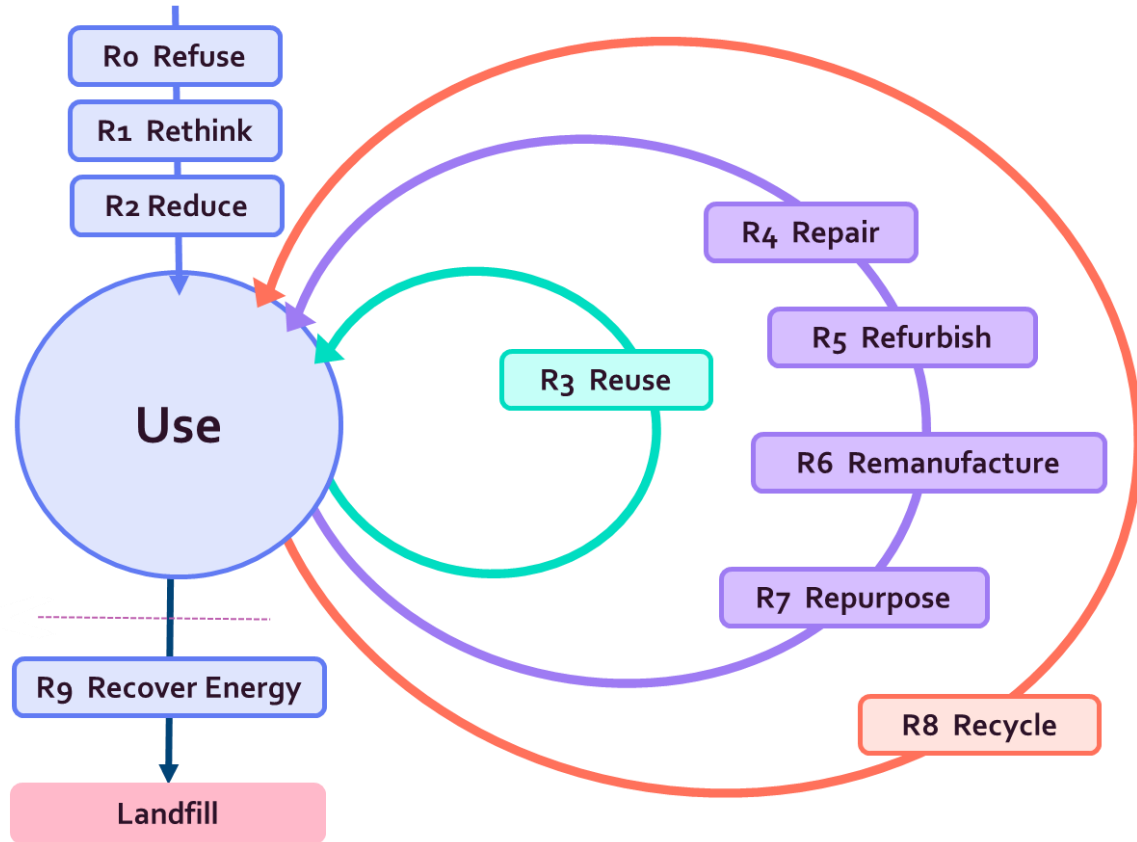 R0 Refuse
R1 Rethink
R2 Reduce
R4 Repair
R5 Refurbish
R3 Reuse
Use
R6 Remanufacture
R7 Repurpose
R9 Recover Energy
R8 Recycle
Landfill